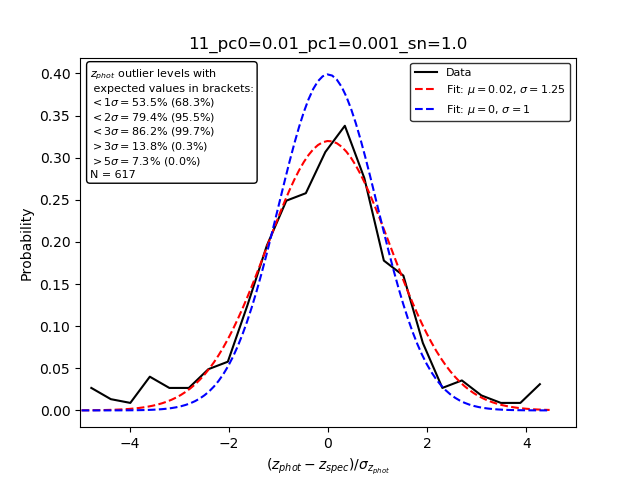 11_pc0=0.01_pc1=0.001_sn=1.0
z_phot outlier levels with
expected values in brackets:
< 1σ = 53.5% (68.3%)
< 2σ = 79.4% (95.5%)
< 3σ = 86.2% (99.7%)
> 3σ = 13.8% (0.3%)
> 5σ = 7.3% (0.0%)
N = 617
Data
Fit: μ = 0.02, σ = 1.25
Fit: μ = 0, σ = 1
0.40
0.35
0.30
0.25
0.20
0.15
0.10
0.05
0.00
Probability
−4
−2
0
2
4
(z_phot − z_spec)/σ_z_phot